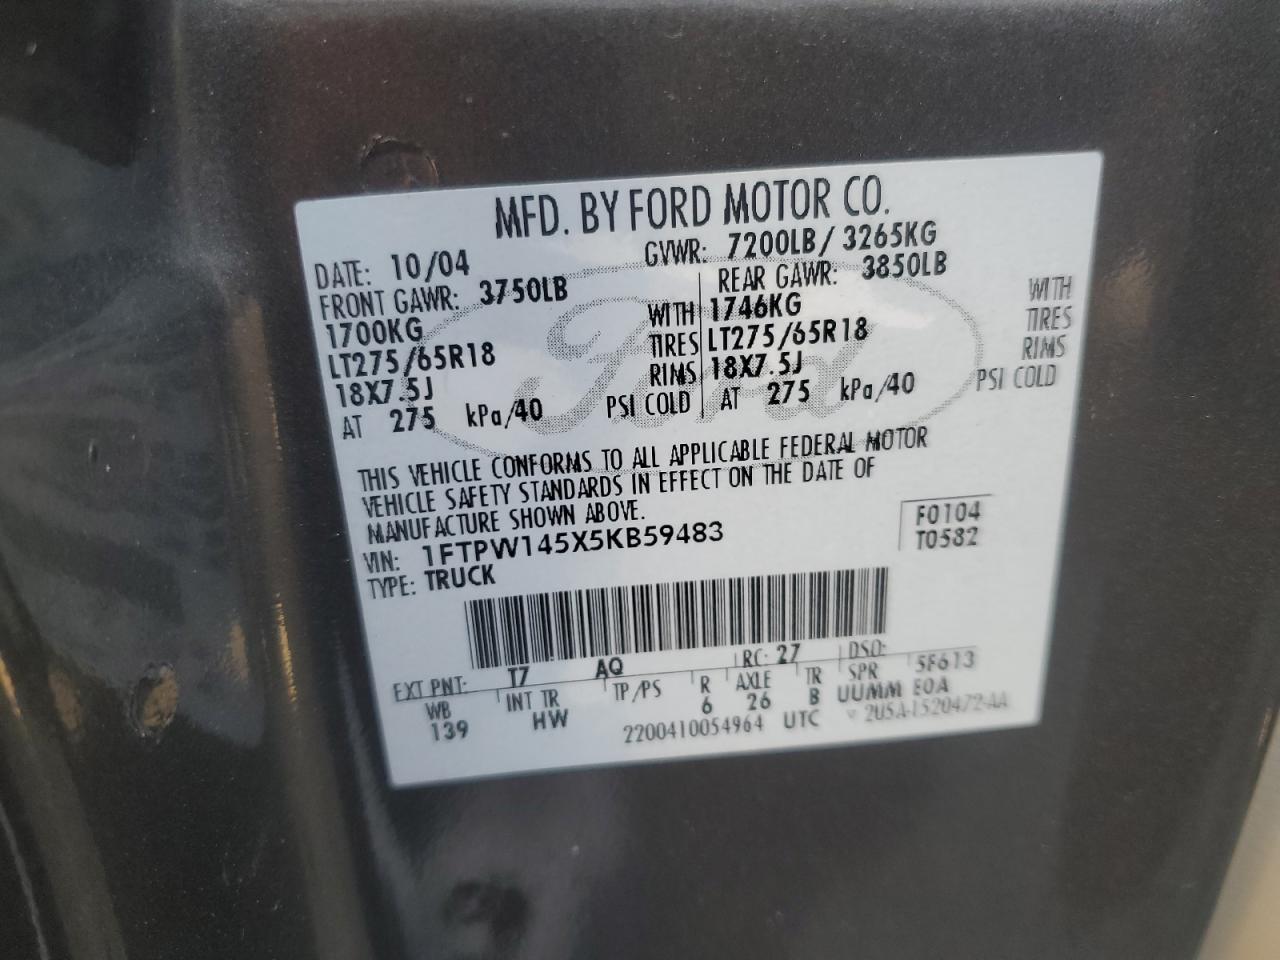 MFD. BY FORD MOTOR CO.
DATE: 10/04 GVWR: 7200LB/ 3265KG
FRONT GAWR: 3750LB REAR GAWR: 3850LB
1700KG WITH 1746KG WITH
LT275/65R18 TIRES LT275/65R18 TIRES
18X7.5J RIMS 18X7.5J RIMS
AT 275 kPa/40 PSI COLD AT 275 kPa/40 PSI COLD
Ford
THIS VEHICLE CONFORMS TO ALL APPLICABLE FEDERAL MOTOR
VEHICLE SAFETY STANDARDS IN EFFECT ON THE DATE OF
MANUFACTURE SHOWN ABOVE.
VIN: 1FTPW145X5KB59483 F0104
TYPE: TRUCK T0582
EXT PNT: T7 AQ RC: 27 DSO: 5F613
WB INT TR TP/PS R AXLE TR SPR
139 HW 6 26 B UUMM EOA
2200410054964 UTC 2U5A-1520472-AA